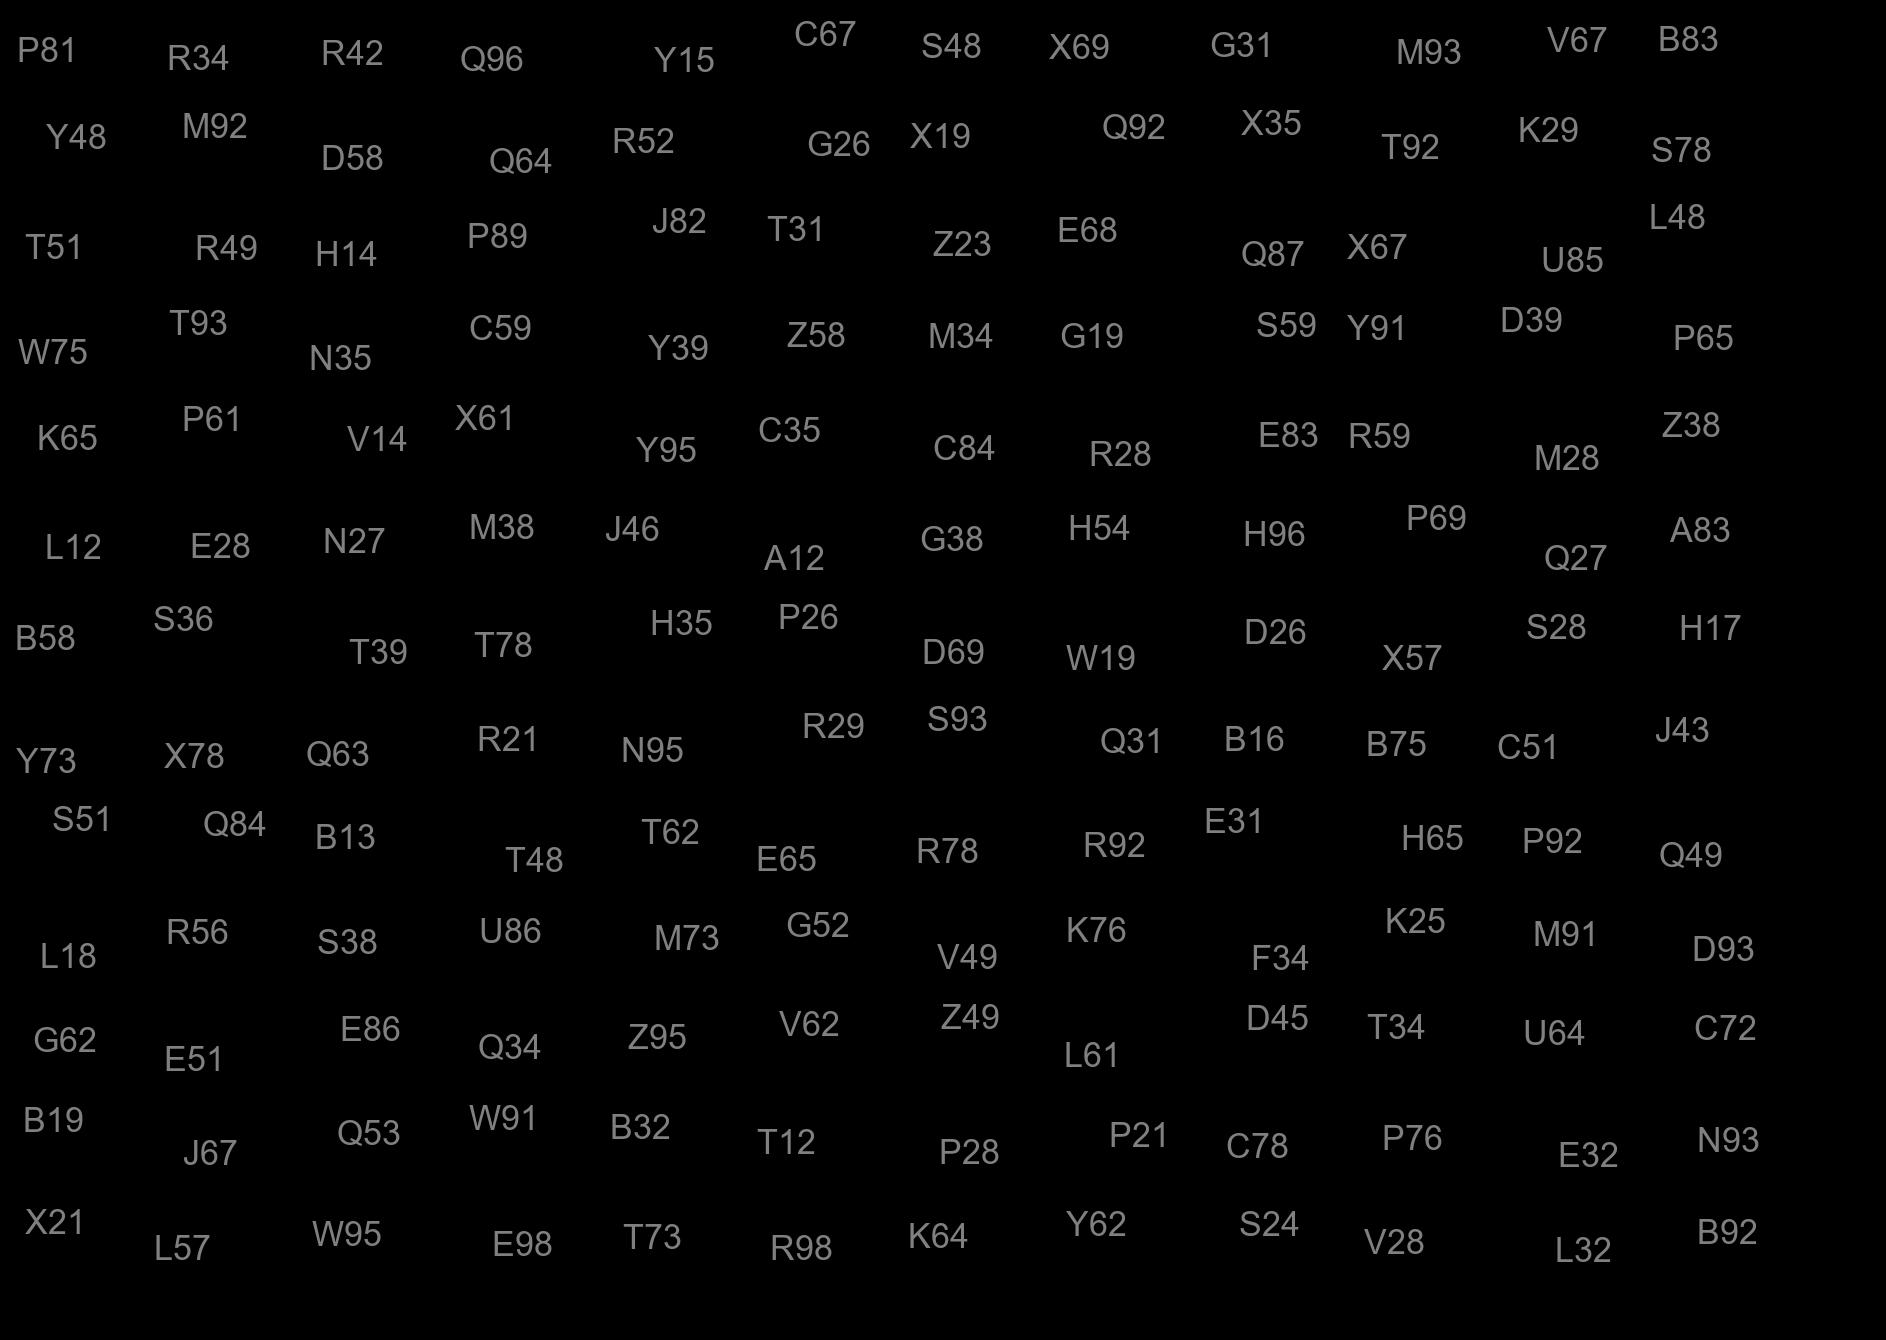 P81 R34 R42 Q96 Y15 C67 S48 X69 G31 M93 V67 B83
Y48 M92 D58 Q64 R52 G26 X19 Q92 X35 T92 K29 S78
T51 R49 H14 P89 J82 T31 Z23 E68 Q87 X67 U85 L48
W75 T93 N35 C59 Y39 Z58 M34 G19 S59 Y91 D39 P65
K65 P61 V14 X61 Y95 C35 C84 R28 E83 R59 M28 Z38
L12 E28 N27 M38 J46 A12 G38 H54 H96 P69 Q27 A83
B58 S36 T39 T78 H35 P26 D69 W19 D26 X57 S28 H17
Y73 X78 Q63 R21 N95 R29 S93 Q31 B16 B75 C51 J43
S51 Q84 B13 T48 T62 E65 R78 R92 E31 H65 P92 Q49
L18 R56 S38 U86 M73 G52 V49 K76 F34 K25 M91 D93
G62 E51 E86 Q34 Z95 V62 Z49 L61 D45 T34 U64 C72
B19 J67 Q53 W91 B32 T12 P28 P21 C78 P76 E32 N93
X21 L57 W95 E98 T73 R98 K64 Y62 S24 V28 L32 B92